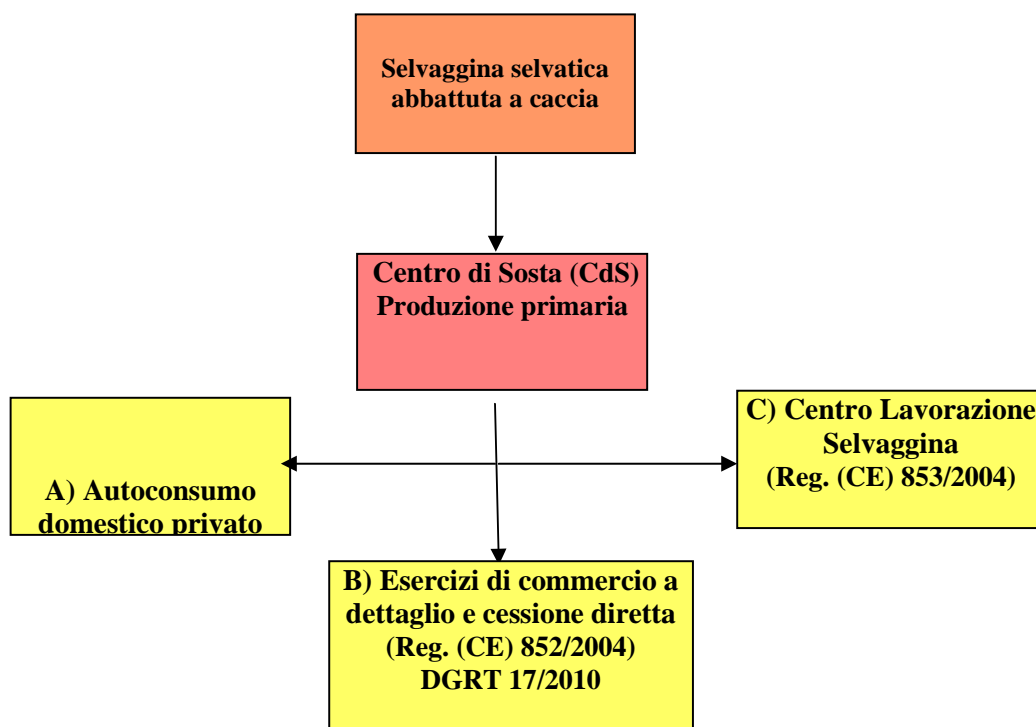 Selvaggina selvatica
abbattuta a caccia
Centro di Sosta (CdS)
Produzione primaria
A) Autoconsumo
domestico privato
C) Centro Lavorazione
Selvaggina
(Reg. (CE) 853/2004)
B) Esercizi di commercio a
dettaglio e cessione diretta
(Reg. (CE) 852/2004)
DGRT 17/2010